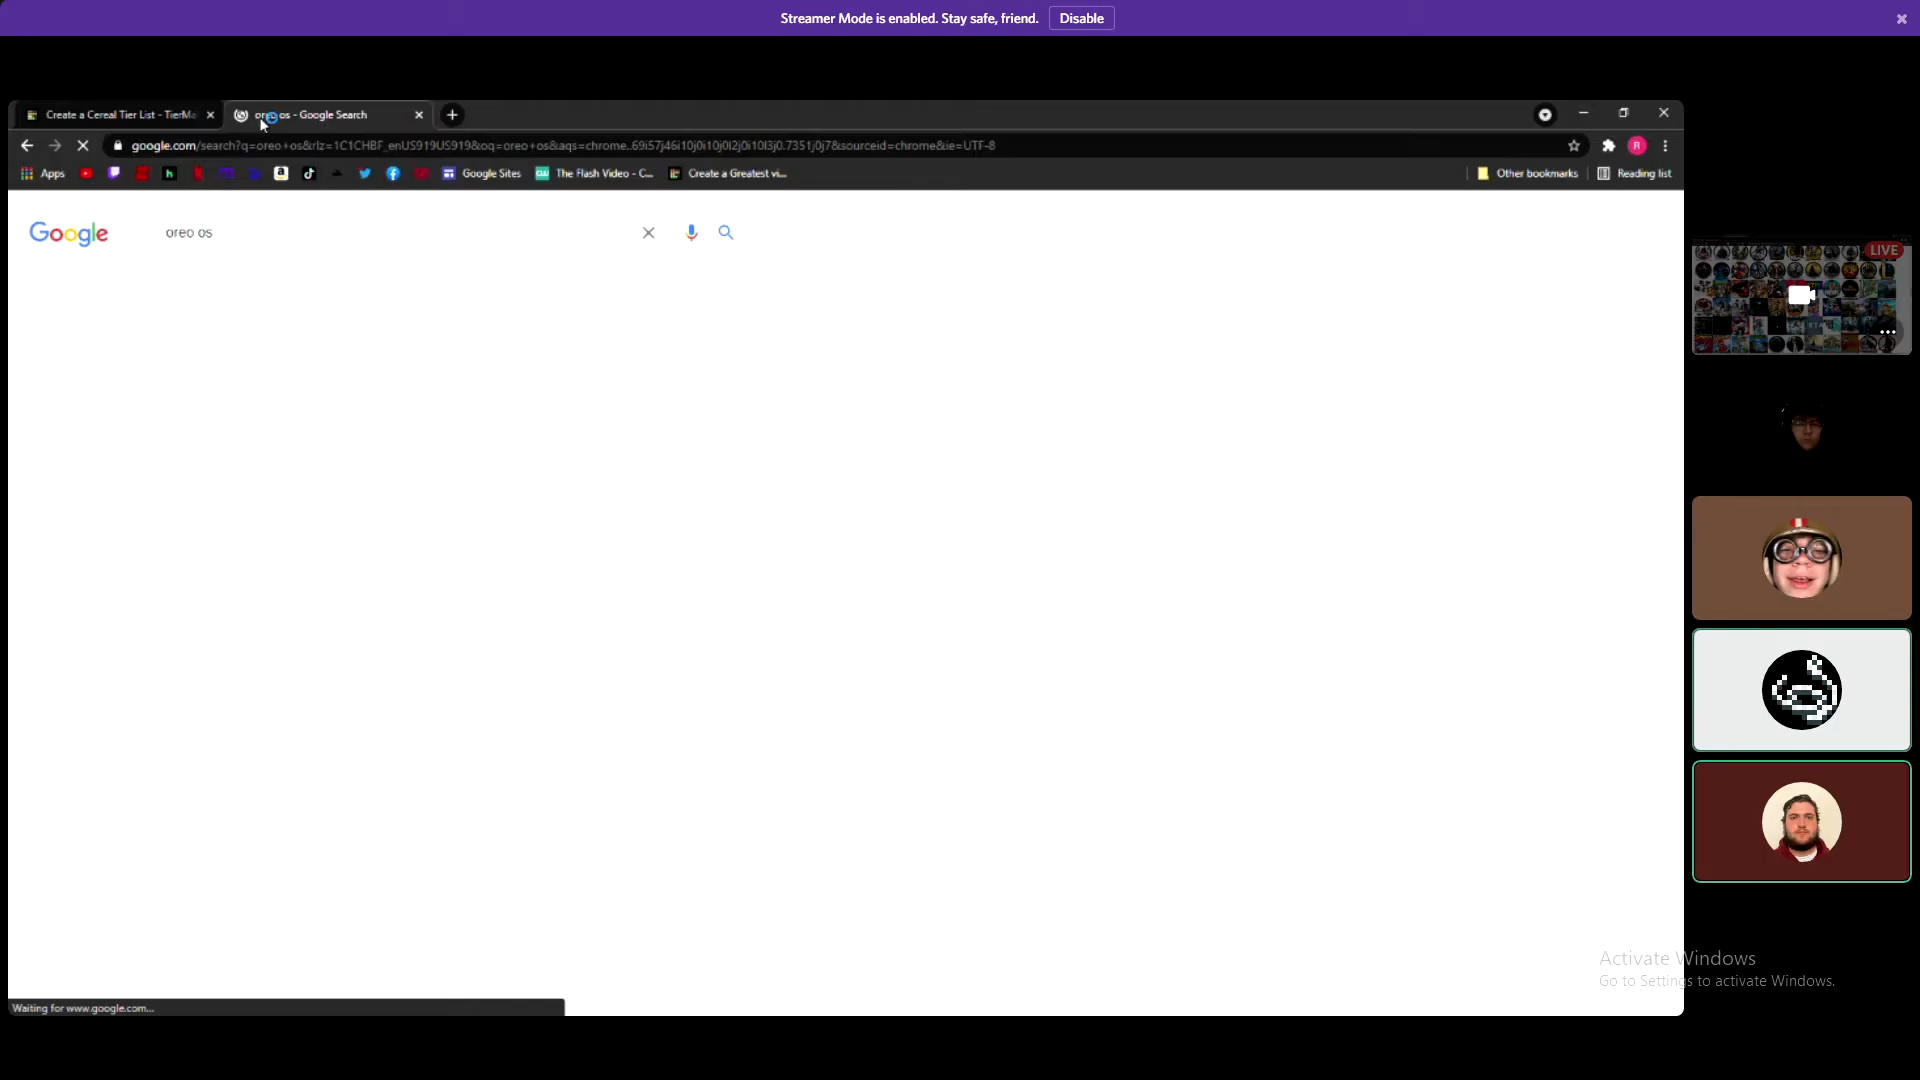 Streamer Mode is enabled. Stay safe, friend. Disable
Create a Cereal Tier List - TierMa
oreo os - Google Search
google.com/search?q=oreo+os&rlz=1C1CHBF_enUS919US919&oq=oreo+os&aqs=chrome..69i57j46i10j0i10j0l2j0i10l3j0.7351j0j7&sourceid=chrome&ie=UTF-8
R
Apps
Google Sites
The Flash Video - C...
Create a Greatest vi...
Other bookmarks
Reading list
Google
oreo os
LIVE
Activate Windows
Go to Settings to activate Windows.
Waiting for www.google.com...